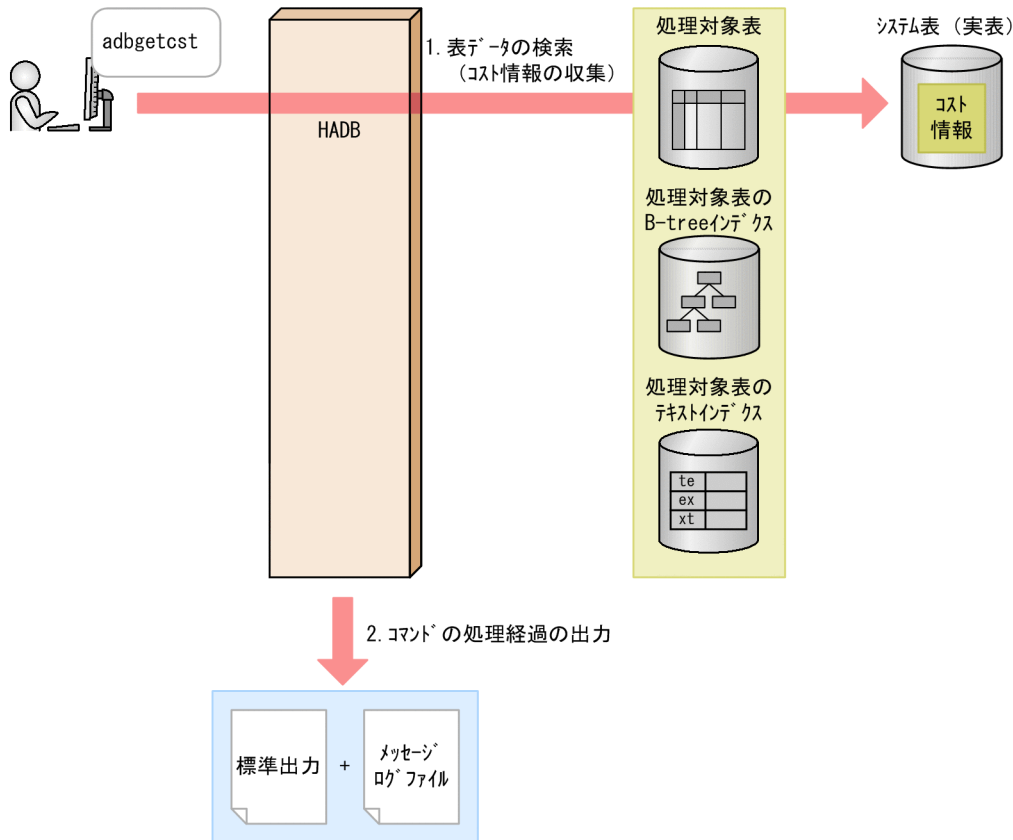 adbgetcst
HADB
1. 表ﾃﾞｰﾀの検索
（ｺｽﾄ情報の収集）
処理対象表
ｼｽﾃﾑ表（実表）
ｺｽﾄ
情報
処理対象表の
B-treeｲﾝﾃﾞｸｽ
処理対象表の
ﾃｷｽﾄｲﾝﾃﾞｸｽ
te
ex
xt
2. ｺﾏﾝﾄﾞの処理経過の出力
標準出力
+
ﾒｯｾｰｼﾞ
ﾛｸﾞﾌｧｲﾙ